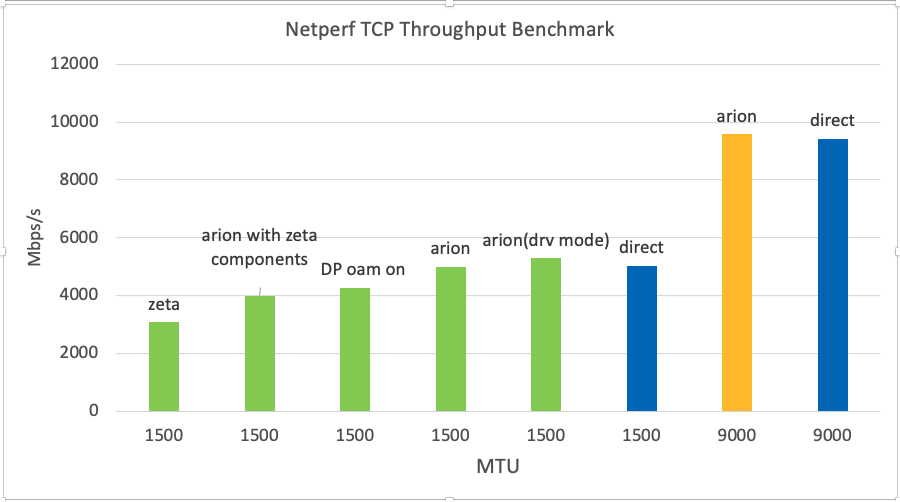 Netperf TCP Throughput Benchmark
12000
10000
8000
6000
4000
2000
0
Mbps/s
zeta
arion with zeta
components
DP oam on
arion
arion(drv mode)
direct
arion
direct
1500 1500 1500 1500 1500 1500 9000 9000
MTU